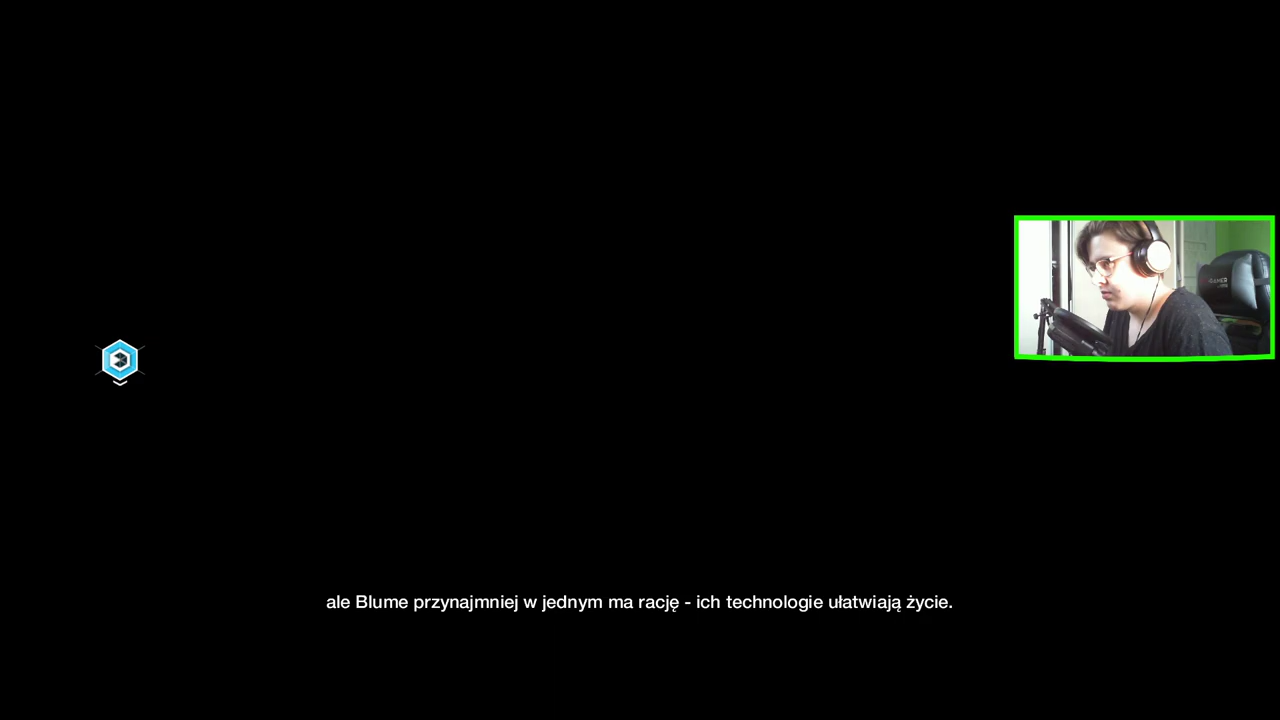 ale Blume przynajmniej w jednym ma rację - ich technologie ułatwiają życie.